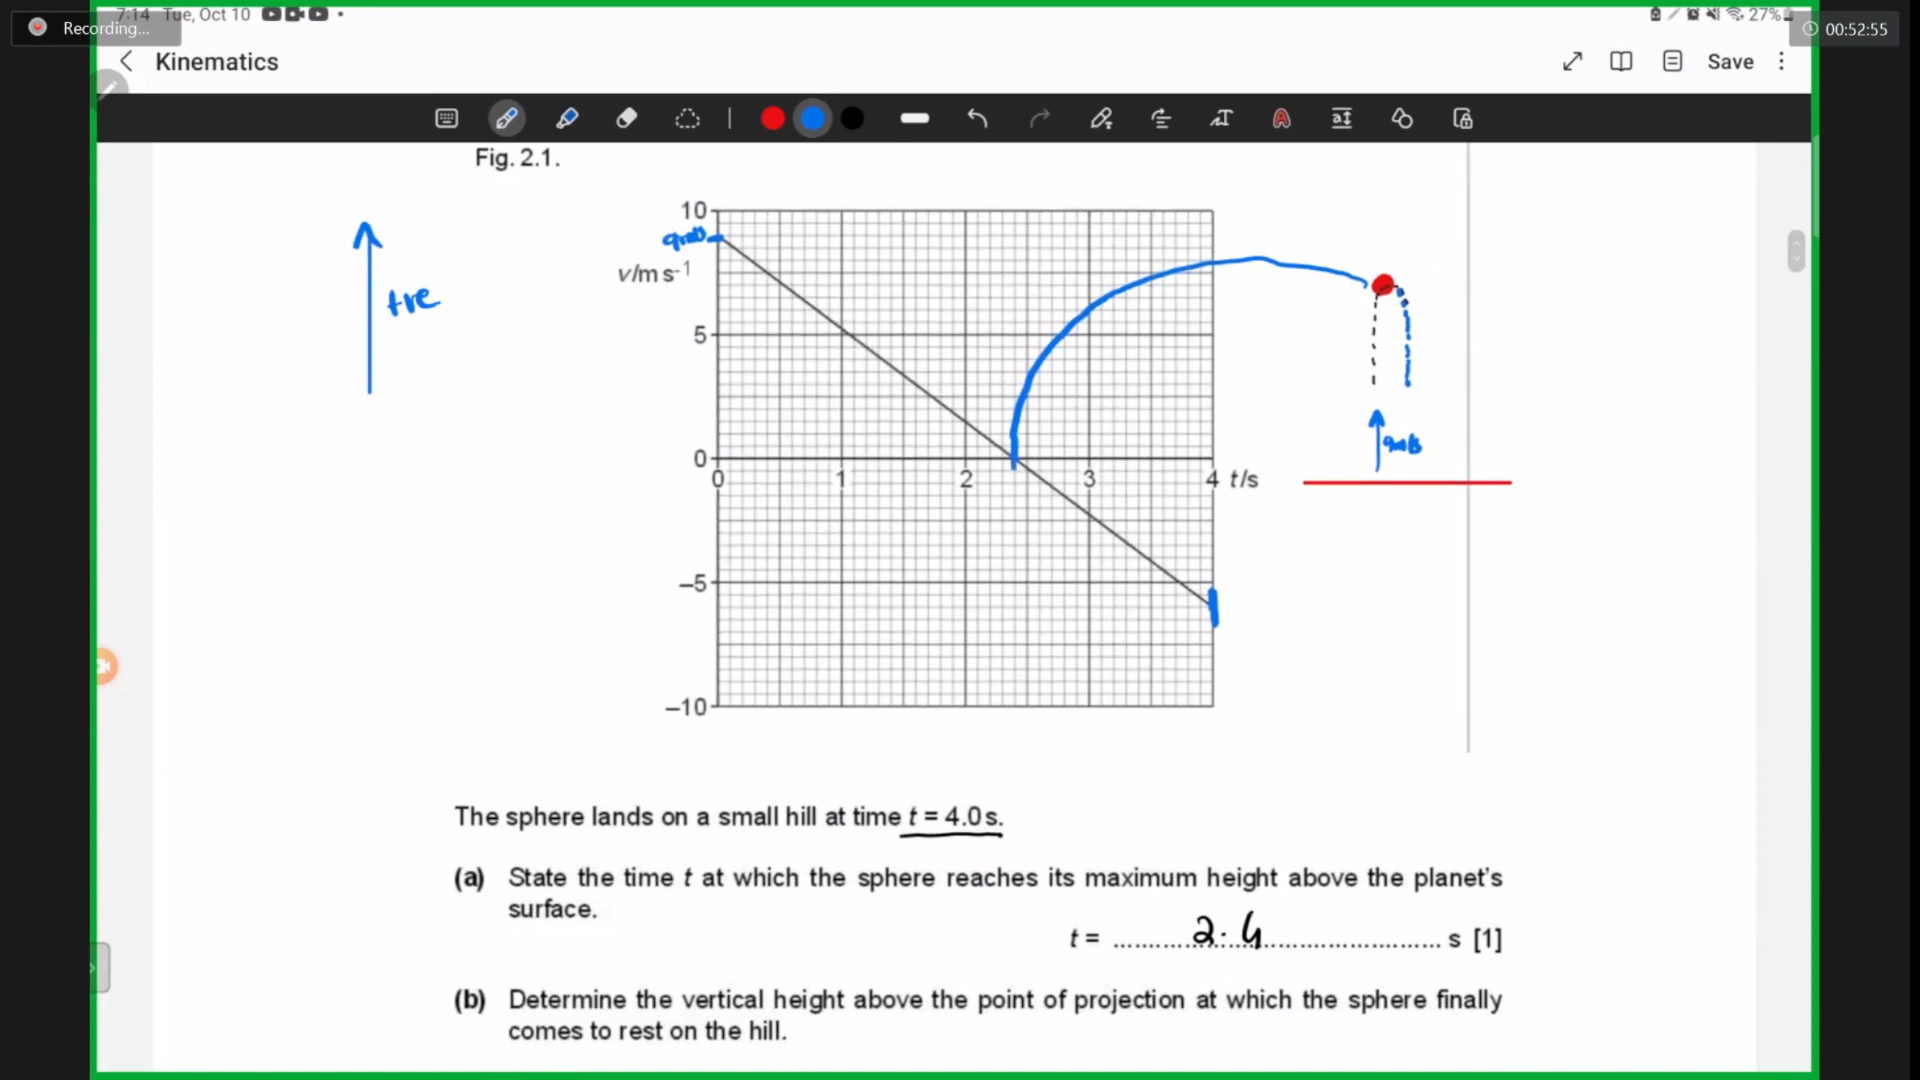 7:14 Tue, Oct 10
27%
Recording...
00:52:55
Kinematics
Save
Fig. 2.1.
10
v/m s⁻¹
+ve
5
0
0 1 2 3 4 t/s
–5
–10
The sphere lands on a small hill at time t = 4.0 s.
(a) State the time t at which the sphere reaches its maximum height above the planet's
surface.
t = ............2.4............ s [1]
(b) Determine the vertical height above the point of projection at which the sphere finally
comes to rest on the hill.